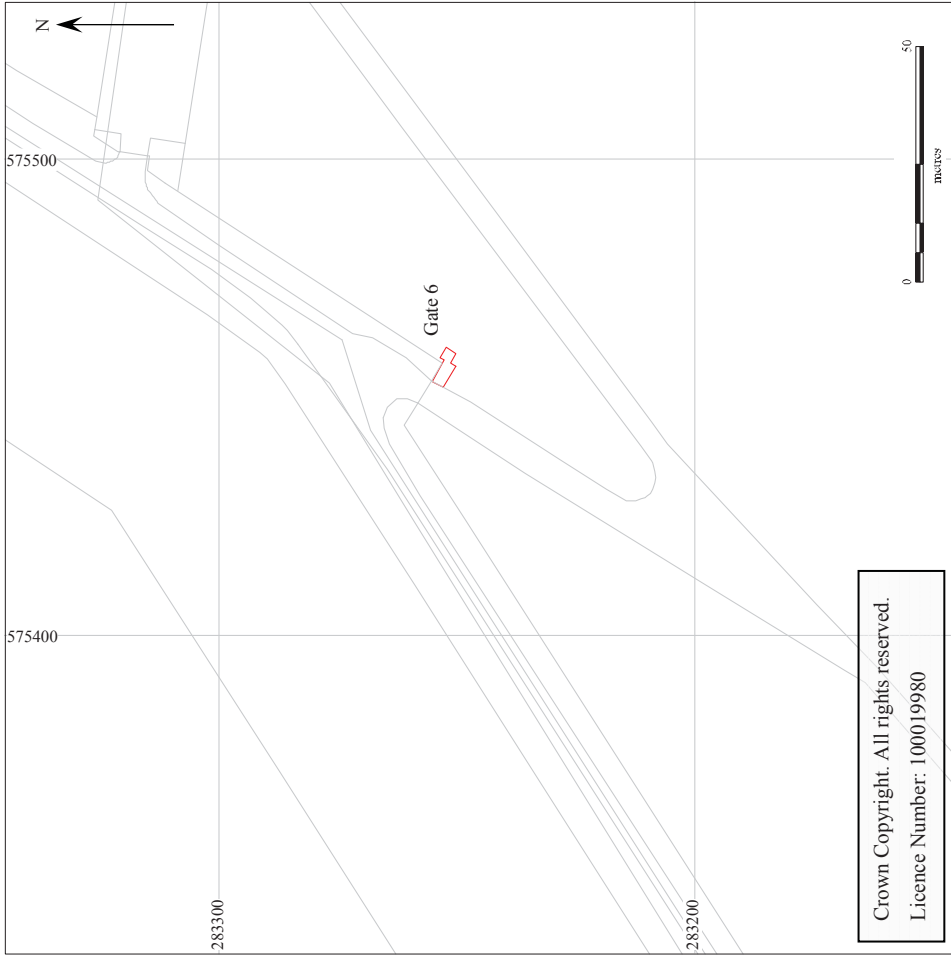 N
575500
Gate 6
575400
283300
283200
0
50
metres
Crown Copyright. All rights reserved.
Licence Number: 100019980